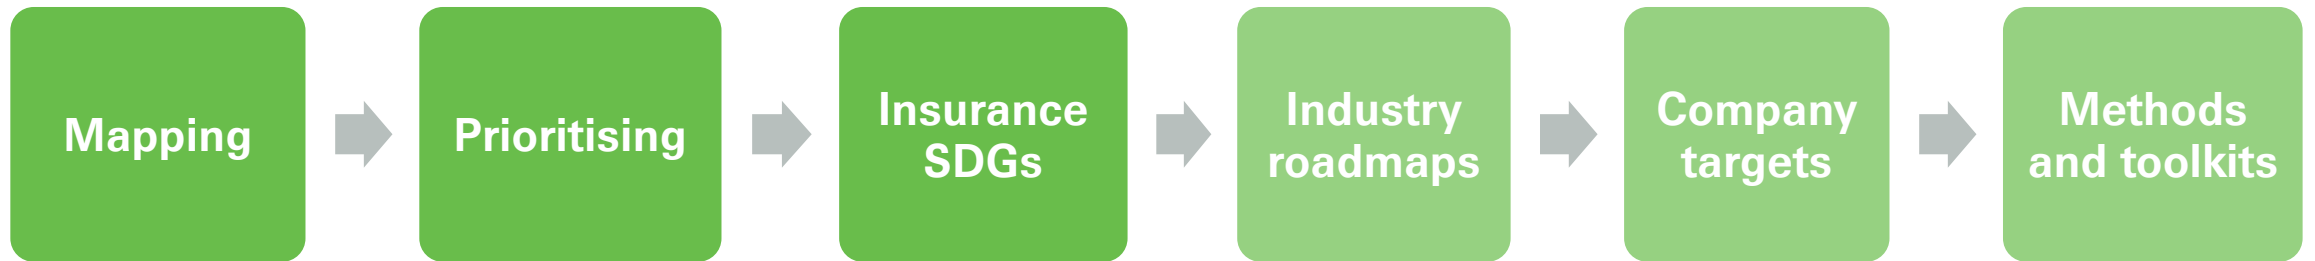 Mapping
Prioritising
Insurance
SDGs
Industry
roadmaps
Company
targets
Methods
and toolkits